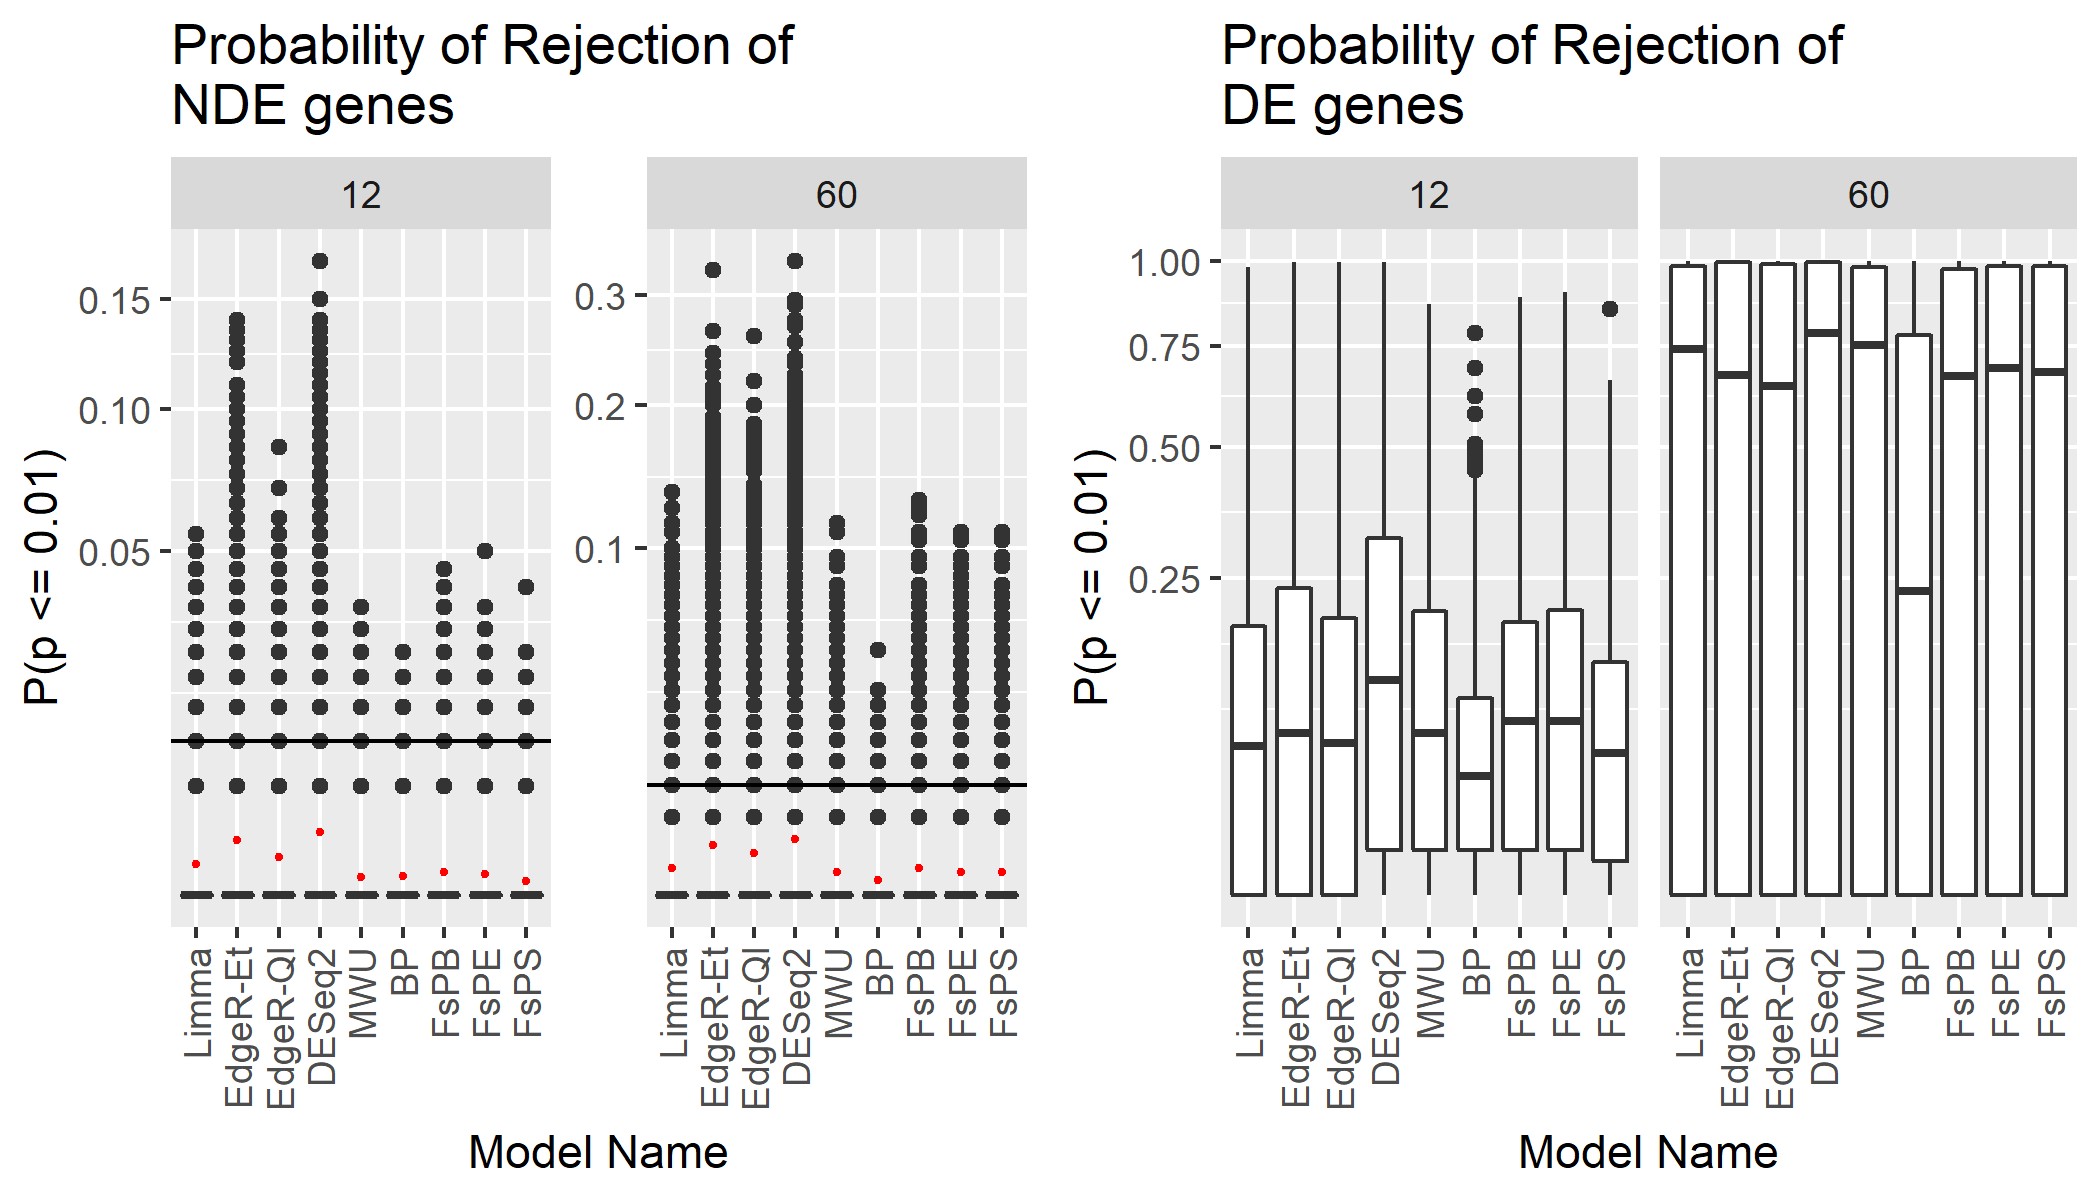 Probability of Rejection of
NDE genes
12
60
0.15
0.10
0.05
0.3
0.2
0.1
P(p <= 0.01)
Limma
EdgeR-Et
EdgeR-Ql
DESeq2
MWU
BP
FsPB
FsPE
FsPS
Limma
EdgeR-Et
EdgeR-Ql
DESeq2
MWU
BP
FsPB
FsPE
FsPS
Model Name
Probability of Rejection of
DE genes
12
60
1.00
0.75
0.50
0.25
P(p <= 0.01)
Limma
EdgeR-Et
EdgeR-Ql
DESeq2
MWU
BP
FsPB
FsPE
FsPS
Limma
EdgeR-Et
EdgeR-Ql
DESeq2
MWU
BP
FsPB
FsPE
FsPS
Model Name